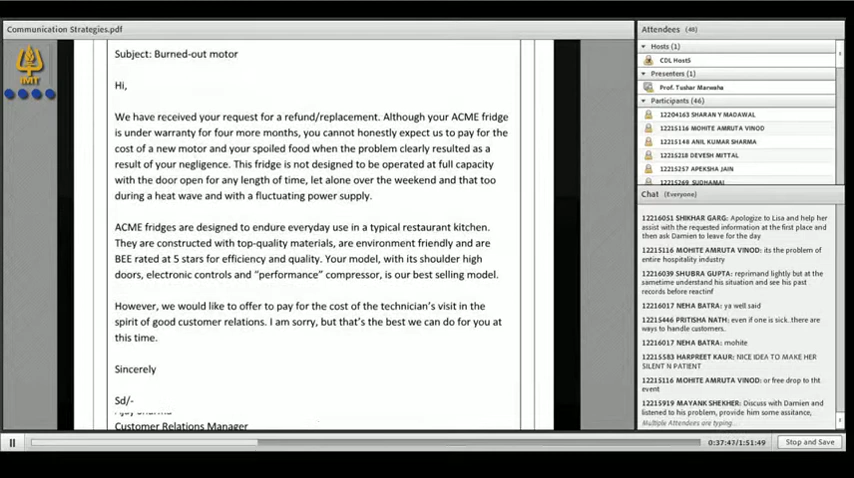 Communication Strategies.pdf
IMT
Subject: Burned-out motor
Hi,
We have received your request for a refund/replacement. Although your ACME fridge
is under warranty for four more months, you cannot honestly expect us to pay for the
cost of a new motor and your spoiled food when the problem clearly resulted as a
result of your negligence. This fridge is not designed to be operated at full capacity
with the door open for any length of time, let alone over the weekend and that too
during a heat wave and with a fluctuating power supply.
ACME fridges are designed to endure everyday use in a typical restaurant kitchen.
They are constructed with top-quality materials, are environment friendly and are
BEE rated at 5 stars for efficiency and quality. Your model, with its shoulder high
doors, electronic controls and “performance” compressor, is our best selling model.
However, we would like to offer to pay for the cost of the technician’s visit in the
spirit of good customer relations. I am sorry, but that’s the best we can do for you at
this time.
Sincerely
Sd/-
Customer Relations Manager
Attendees (48)
Hosts (1)
CDL Host5
Presenters (1)
Prof. Tushar Marwaha
Participants (46)
12204163 SHARAN Y MADAWAL
12215116 MOHITE AMRUTA VINOD
12215148 ANIL KUMAR SHARMA
12215218 DEVESH MITTAL
12215257 APEKSHA JAIN
12215269 SUDHAMAI
Chat (Everyone)
12216051 SHIKHAR GARG: Apologize to Lisa and help her
assist with the requested information at the first place and
then ask Damien to leave for the day
12215116 MOHITE AMRUTA VINOD: its the problem of
entire hospitality industry
12216039 SHUBRA GUPTA: reprimand lightly but at the
sametime understand his situation and see his past
records before reactinf
12216017 NEHA BATRA: ya well said
12215446 PRITISHA NATH: even if one is sick..there are
ways to handle customers.
12216017 NEHA BATRA: mohite
12215583 HARPREET KAUR: NICE IDEA TO MAKE HER
SILENT N PATIENT
12215116 MOHITE AMRUTA VINOD: or free drop to tht
event
12215919 MAYANK SHEKHER: Discuss with Damien and
listened to his problem, provide him some assitance,
Multiple Attendees are typing...
0:37:47/1:51:49
Stop and Save